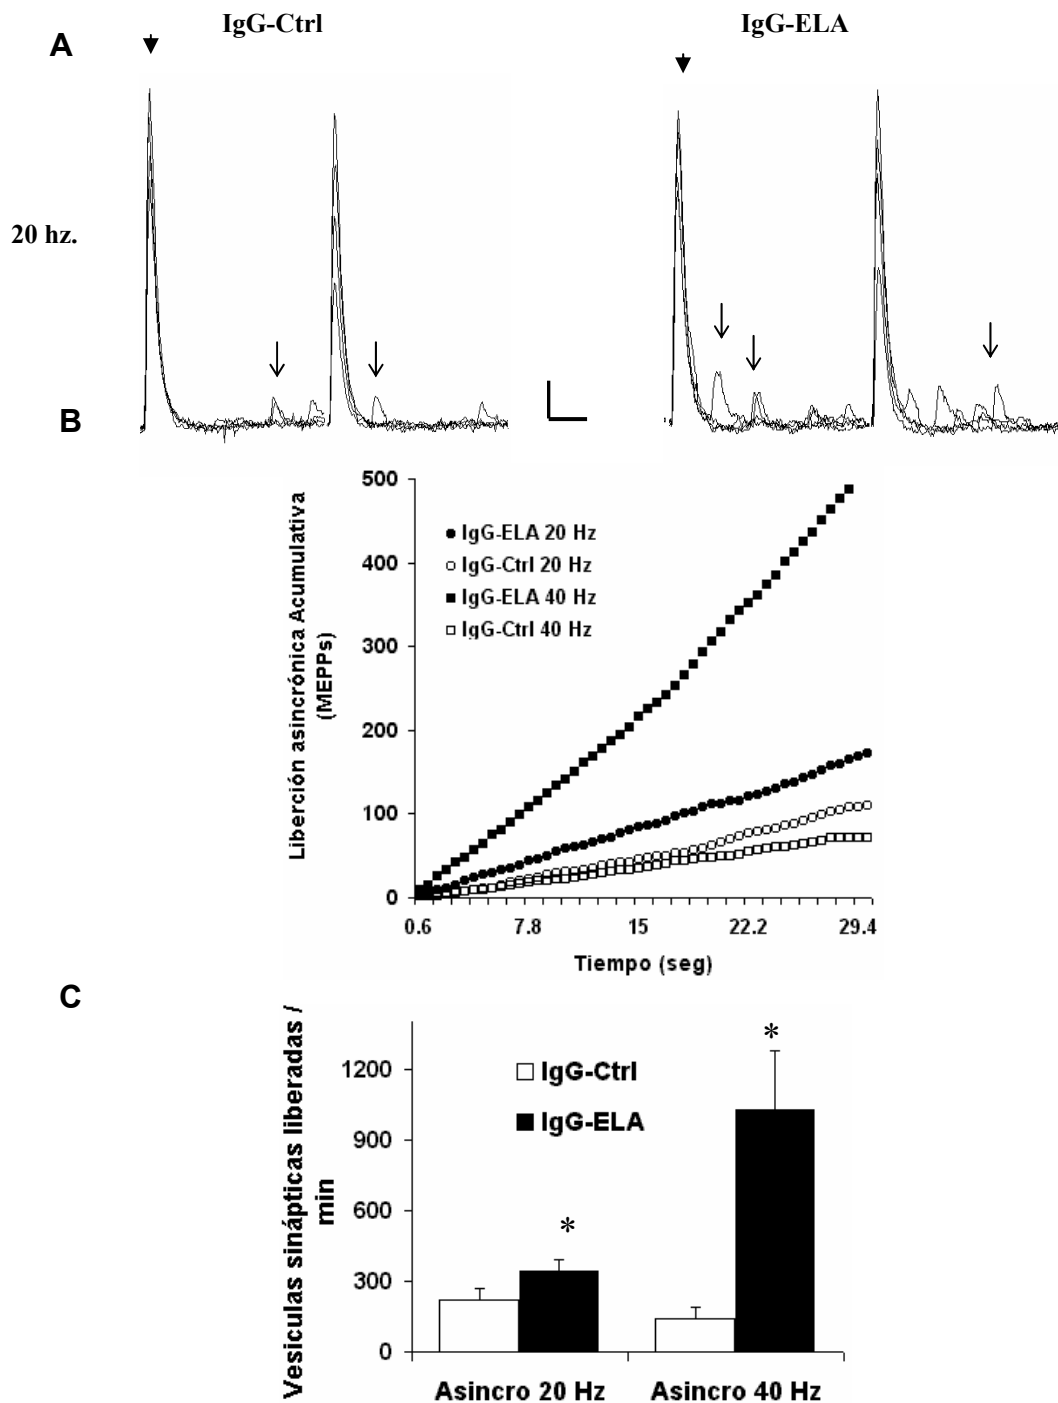 IgG-Ctrl
IgG-ELA
A
20 hz.
B
Liberción asincrónica Acumulativa
(MEPPs)
500
400
300
200
100
0
IgG-ELA 20 Hz
IgG-Ctrl 20 Hz
IgG-ELA 40 Hz
IgG-Ctrl 40 Hz
0.6
7.8
15
22.2
29.4
Tiempo (seg)
C
Vesiculas sinápticas liberadas /
min
1200
900
600
300
0
IgG-Ctrl
IgG-ELA
*
*
Asincro 20 Hz
Asincro 40 Hz